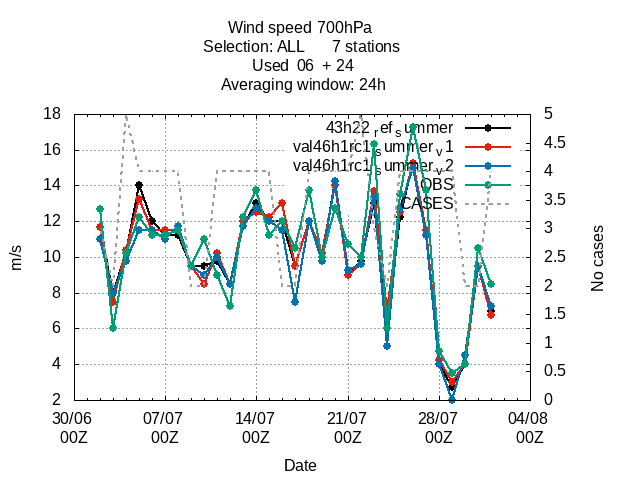 Wind speed 700hPa
Selection: ALL 7 stations
Used 06 + 24
Averaging window: 24h
43h22_ref_summer
val46h1rc1_summer_v1
val46h1rc1_summer_v2
OBS
CASES
18
16
14
12
10
8
6
4
2
m/s
5
4.5
4
3.5
3
2.5
2
1.5
1
0.5
0
No cases
30/06 07/07 14/07 21/07 28/07 04/08
00Z 00Z 00Z 00Z 00Z 00Z
Date